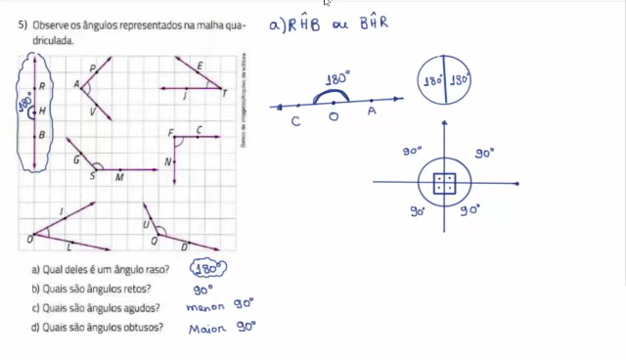 5) Observe os ângulos representados na malha qua-
driculada.
a) RĤB ou BĤR
P
A
V
E
I
T
R
180°
H
B
F
C
N
G
S
M
I
O
L
U
Q
D
Banco de imagens/Arquivo da editora
180°
C
O
A
180° 180°
90°
90°
90°
90°
a) Qual deles é um ângulo raso?
180°
b) Quais são ângulos retos?
90°
c) Quais são ângulos agudos?
menor 90°
d) Quais são ângulos obtusos?
Maior 90°